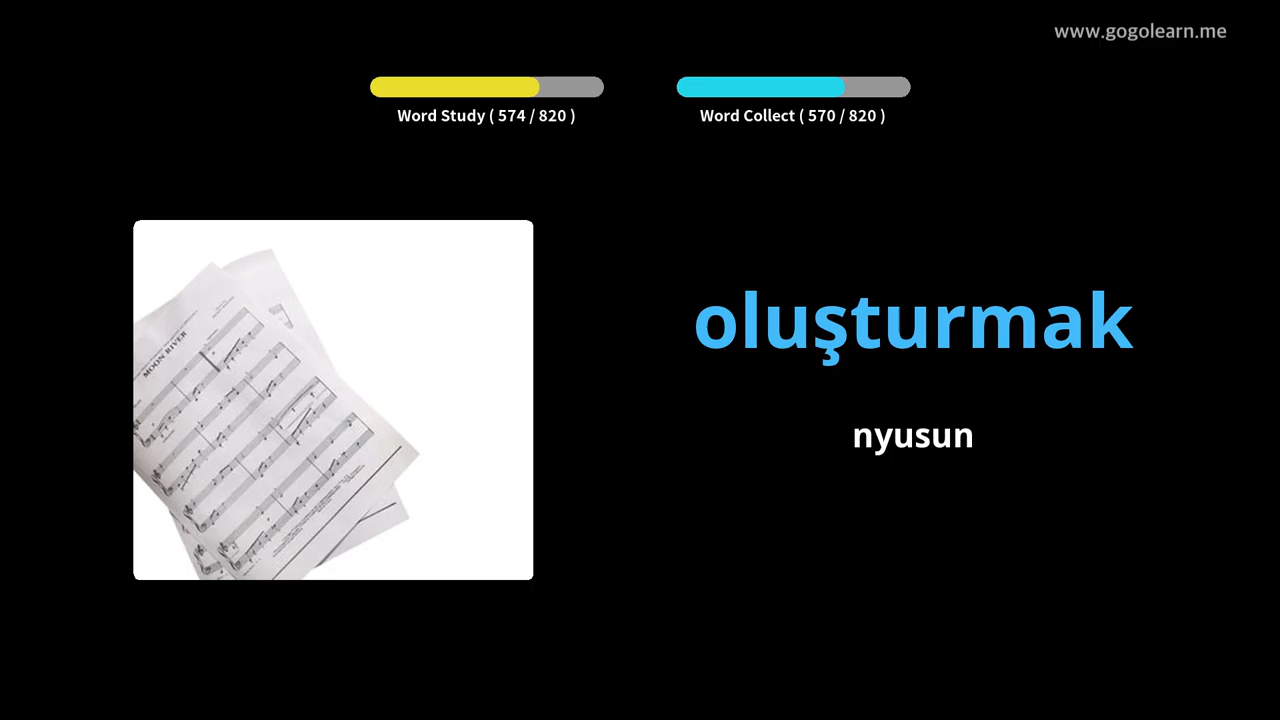 www.gogolearn.me
Word Study ( 574 / 820 )
Word Collect ( 570 / 820 )
MOON RIVER
oluşturmak
nyusun